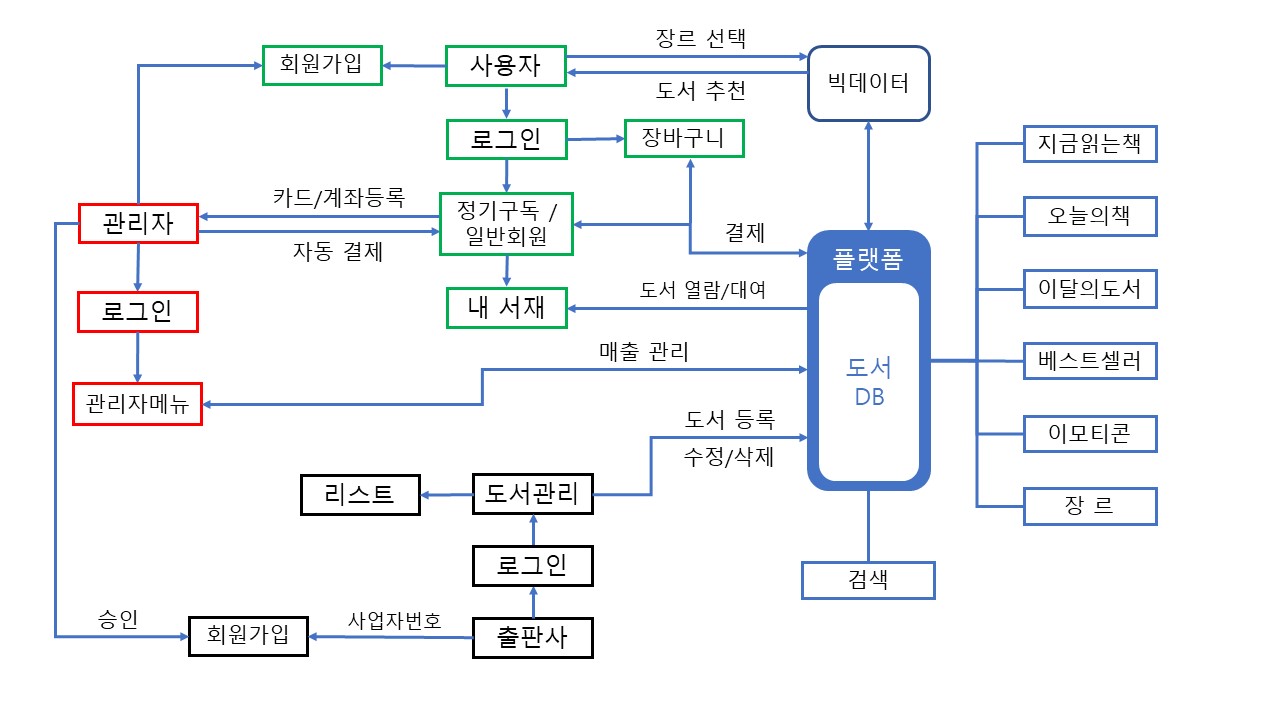 장르 선택
회원가입
사용자
빅데이터
도서 추천
로그인
장바구니
지금읽는책
카드/계좌등록
정기구독 /
일반회원
관리자
자동 결제
결제
오늘의책
플랫폼
로그인
내 서재
도서 열람/대여
이달의도서
매출 관리
베스트셀러
도서
DB
관리자메뉴
도서 등록
수정/삭제
이모티콘
리스트
도서관리
장 르
로그인
검색
승인
회원가입
사업자번호
출판사